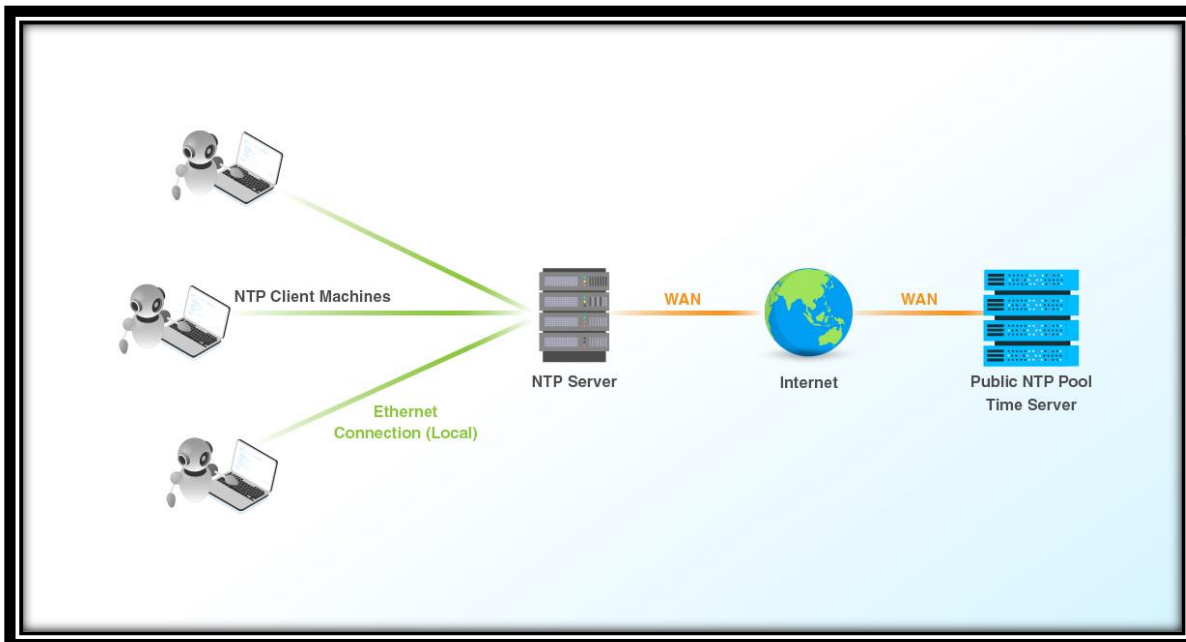 NTP Client Machines
Ethernet
Connection (Local)
NTP Server
WAN
Internet
WAN
Public NTP Pool
Time Server